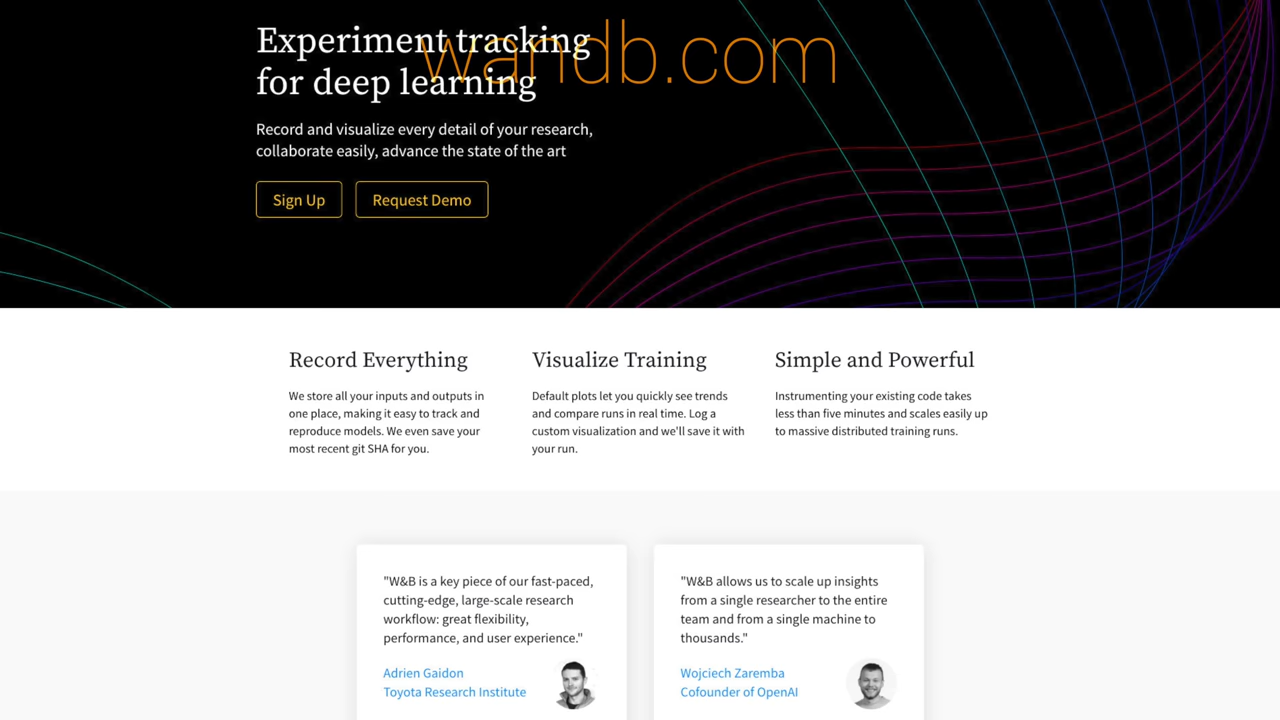 wandb.com
Experiment tracking
for deep learning
Record and visualize every detail of your research,
collaborate easily, advance the state of the art
Sign Up
Request Demo
Record Everything
We store all your inputs and outputs in
one place, making it easy to track and
reproduce models. We even save your
most recent git SHA for you.
Visualize Training
Default plots let you quickly see trends
and compare runs in real time. Log a
custom visualization and we'll save it with
your run.
Simple and Powerful
Instrumenting your existing code takes
less than five minutes and scales easily up
to massive distributed training runs.
"W&B is a key piece of our fast-paced,
cutting-edge, large-scale research
workflow: great flexibility,
performance, and user experience."
Adrien Gaidon
Toyota Research Institute
"W&B allows us to scale up insights
from a single researcher to the entire
team and from a single machine to
thousands."
Wojciech Zaremba
Cofounder of OpenAI